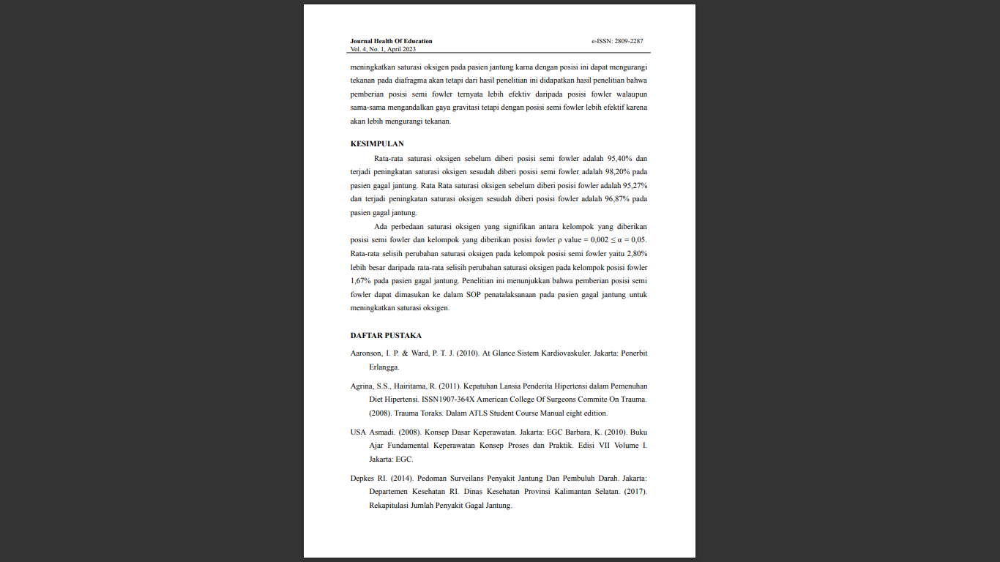 Journal Health Of Education e-ISSN: 2809-2287
Vol. 4, No. 1, April 2023
meningkatkan saturasi oksigen pada pasien jantung karna dengan posisi ini dapat mengurangi
tekanan pada diafragma akan tetapi dari hasil penelitian ini didapatkan hasil penelitian bahwa
pemberian posisi semi fowler ternyata lebih efektiv daripada posisi fowler walaupun
sama-sama mengandalkan gaya gravitasi tetapi dengan posisi semi fowler lebih efektif karena
akan lebih mengurangi tekanan.
KESIMPULAN
Rata-rata saturasi oksigen sebelum diberi posisi semi fowler adalah 95,40% dan
terjadi peningkatan saturasi oksigen sesudah diberi posisi semi fowler adalah 98,20% pada
pasien gagal jantung. Rata Rata saturasi oksigen sebelum diberi posisi fowler adalah 95,27%
dan terjadi peningkatan saturasi oksigen sesudah diberi posisi fowler adalah 96,87% pada
pasien gagal jantung.
Ada perbedaan saturasi oksigen yang signifikan antara kelompok yang diberikan
posisi semi fowler dan kelompok yang diberikan posisi fowler ρ value = 0,002 ≤ α = 0,05.
Rata-rata selisih perubahan saturasi oksigen pada kelompok posisi semi fowler yaitu 2,80%
lebih besar daripada rata-rata selisih perubahan saturasi oksigen pada kelompok posisi fowler
1,67% pada pasien gagal jantung. Penelitian ini menunjukkan bahwa pemberian posisi semi
fowler dapat dimasukan ke dalam SOP penatalaksanaan pada pasien gagal jantung untuk
meningkatkan saturasi oksigen.
DAFTAR PUSTAKA
Aaronson, I. P. & Ward, P. T. J. (2010). At Glance Sistem Kardiovaskuler. Jakarta: Penerbit
Erlangga.
Agrina, S.S., Hairitama, R. (2011). Kepatuhan Lansia Penderita Hipertensi dalam Pemenuhan
Diet Hipertensi. ISSN1907-364X American College Of Surgeons Commite On Trauma.
(2008). Trauma Toraks. Dalam ATLS Student Course Manual eight edition.
USA Asmadi. (2008). Konsep Dasar Keperawatan. Jakarta: EGC Barbara, K. (2010). Buku
Ajar Fundamental Keperawatan Konsep Proses dan Praktik. Edisi VII Volume I.
Jakarta: EGC.
Depkes RI. (2014). Pedoman Surveilans Penyakit Jantung Dan Pembuluh Darah. Jakarta:
Departemen Kesehatan RI. Dinas Kesehatan Provinsi Kalimantan Selatan. (2017).
Rekapitulasi Jumlah Penyakit Gagal Jantung.